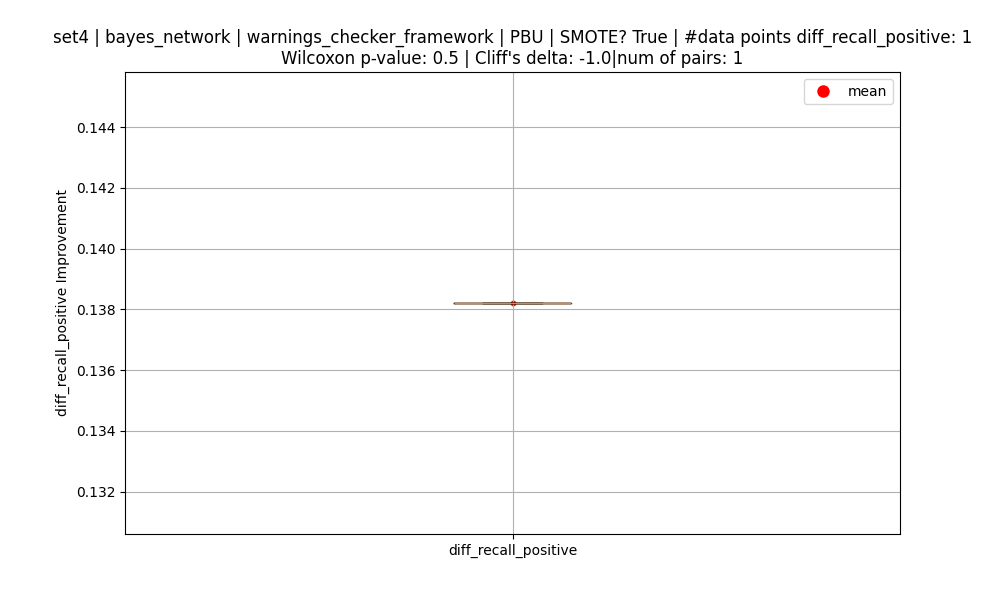 set4 | bayes_network | warnings_checker_framework | PBU | SMOTE? True | #data points diff_recall_positive: 1
Wilcoxon p-value: 0.5 | Cliff's delta: -1.0|num of pairs: 1
mean
0.144
0.142
0.140
0.138
0.136
0.134
0.132
diff_recall_positive Improvement
diff_recall_positive